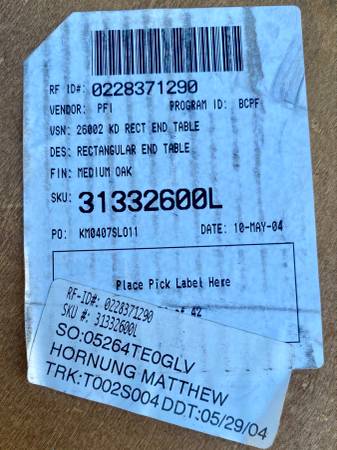 RF ID#: 0228371290
VENDOR: PFI PROGRAM ID: BCPF
VSN: 26002 KD RECT END TABLE
DES: RECTANGULAR END TABLE
FIN: MEDIUM OAK
SKU: 31332600L
PO: KM0407SL011 DATE: 10-MAY-04
Place Pick Label Here
of 42
RF-ID#: 0228371290
SKU #: 31332600L
SO:05264TE0GLV
HORNUNG MATTHEW
TRK:T002S004 DDT:05/29/04